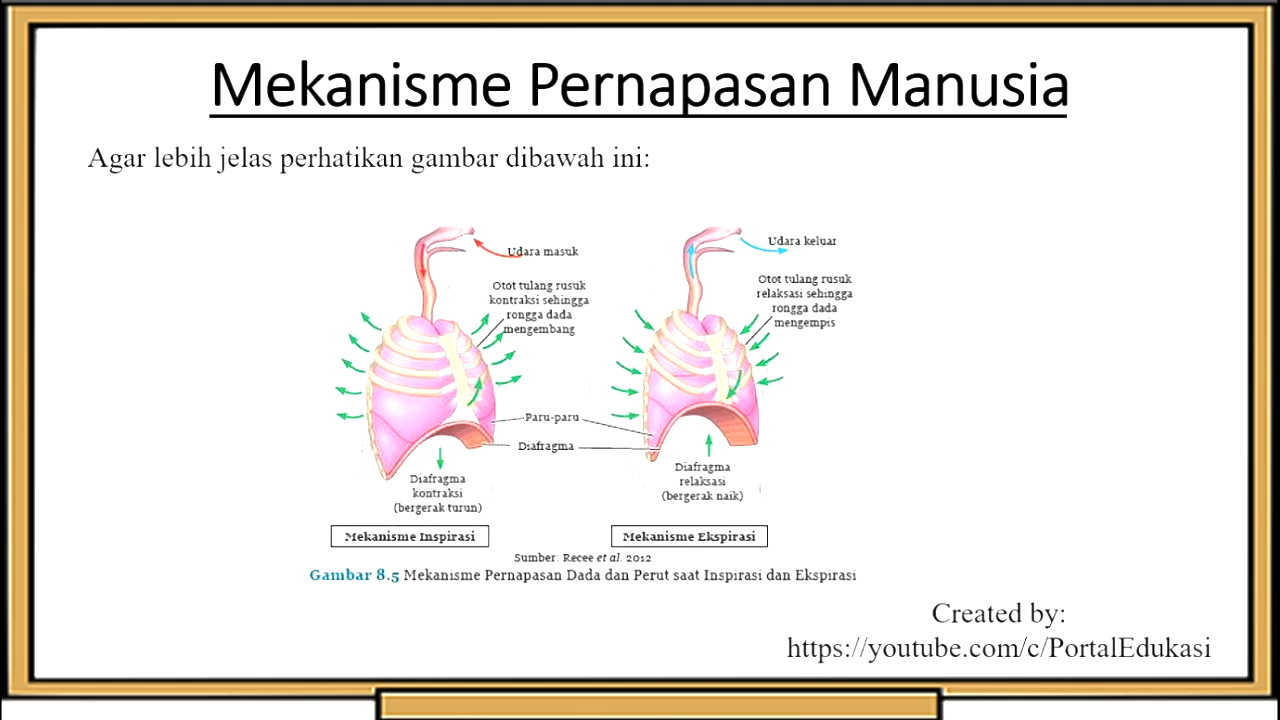 Mekanisme Pernapasan Manusia
Agar lebih jelas perhatikan gambar dibawah ini:
Udara masuk
Otot tulang rusuk
kontraksi sehingga
rongga dada
mengembang
Udara keluar
Otot tulang rusuk
relaksasi sehingga
rongga dada
mengempis
Paru-paru
Diafragma
Diafragma
kontraksi
(bergerak turun)
Diafragma
relaksasi
(bergerak naik)
Mekanisme Inspirasi
Mekanisme Ekspirasi
Sumber: Recee et al. 2012
Gambar 8.5 Mekanisme Pernapasan Dada dan Perut saat Inspirasi dan Ekspirasi
Created by:
https://youtube.com/c/PortalEdukasi